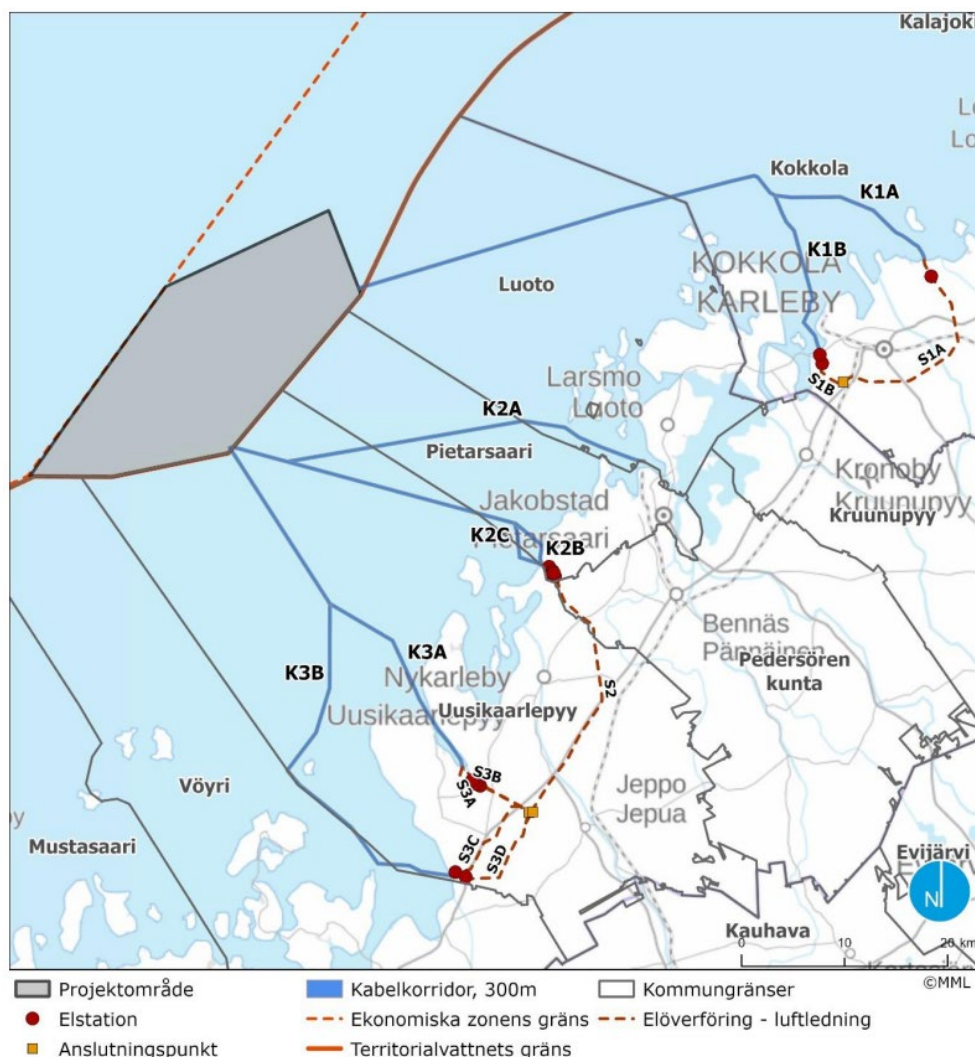 Kalajoki
Lo
Kokkola
K1A
K1B
KOKKOLA
KARLEBY
Luoto
S1A
S1B
Larsmo
Luoto
K2A
Pietarsaari
Kronoby
Kruunupyy
Kruunupyy
Jakobstad
Pietarsaari
K2C
K2B
Bennäs
Pännäinen
Pedersören
kunta
K3A
K3B
Nykarleby
Uusikaarlepyy
Uusikaarlepyy
S2
S3B
S3A
Vöyri
Jeppo
Jepua
S3C
S3D
Mustasaari
Evijärvi
N
Kauhava
0 10 20 km
©MML
Projektområde
Kabelkorridor, 300m
Kommungränser
Elstation
Ekonomiska zonens gräns
Elöverföring - luftledning
Anslutningspunkt
Territorialvattnets gräns